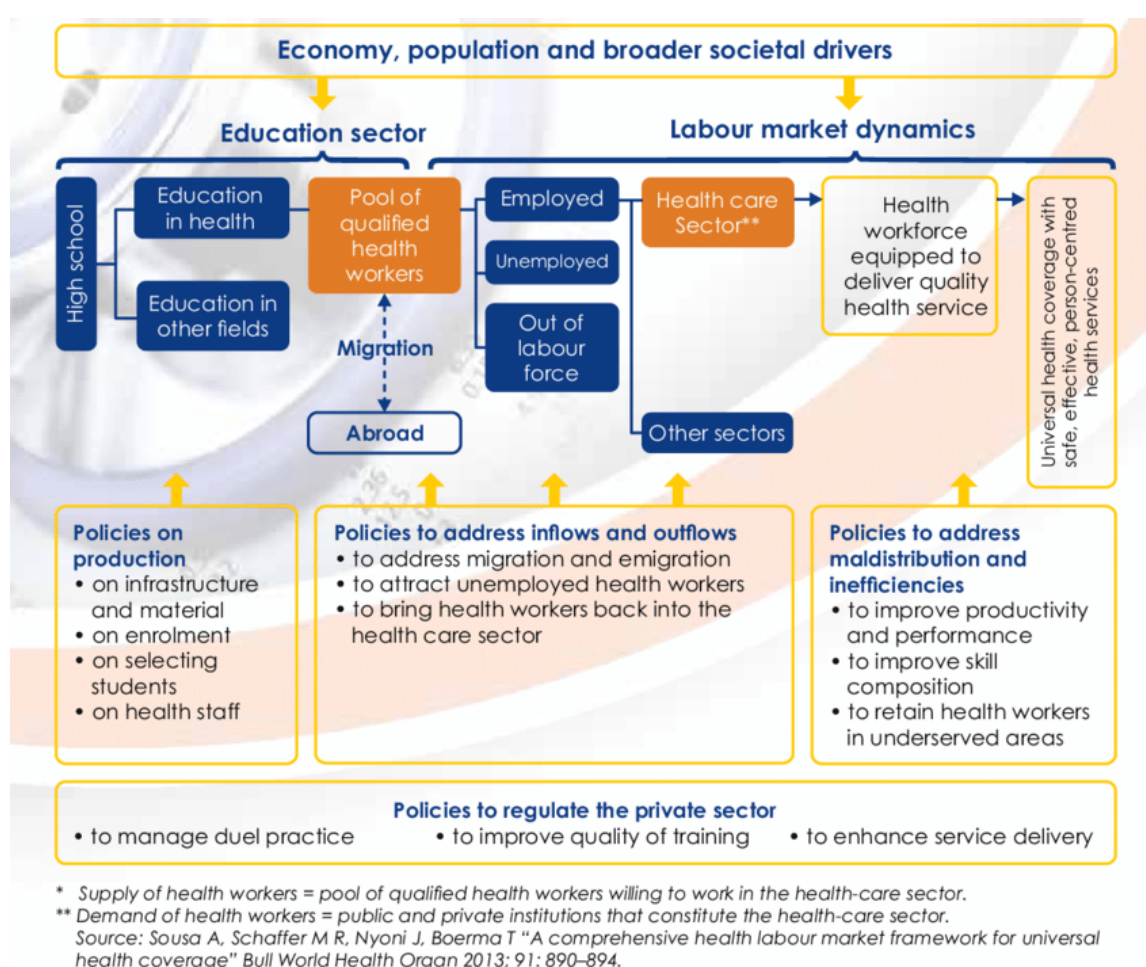 Economy, population and broader societal drivers
Education sector
Labour market dynamics
High school
Education
in health
Education in
other fields
Pool of
qualified
health
workers
Migration
Abroad
Employed
Unemployed
Out of
labour
force
Health care
Sector**
Other sectors
Health
workforce
equipped to
deliver quality
health service
Universal health coverage with
safe, effective, person-centred
health services
Policies on
production
• on infrastructure
and material
• on enrolment
• on selecting
students
• on health staff
Policies to address inflows and outflows
• to address migration and emigration
• to attract unemployed health workers
• to bring health workers back into the
health care sector
Policies to address
maldistribution and
inefficiencies
• to improve productivity
and performance
• to improve skill
composition
• to retain health workers
in underserved areas
Policies to regulate the private sector
• to manage duel practice
• to improve quality of training
• to enhance service delivery
* Supply of health workers = pool of qualified health workers willing to work in the health-care sector.
** Demand of health workers = public and private institutions that constitute the health-care sector.
Source: Sousa A, Schaffer M R, Nyoni J, Boerma T “A comprehensive health labour market framework for universal
health coverage” Bull World Health Organ 2013; 91: 890–894.